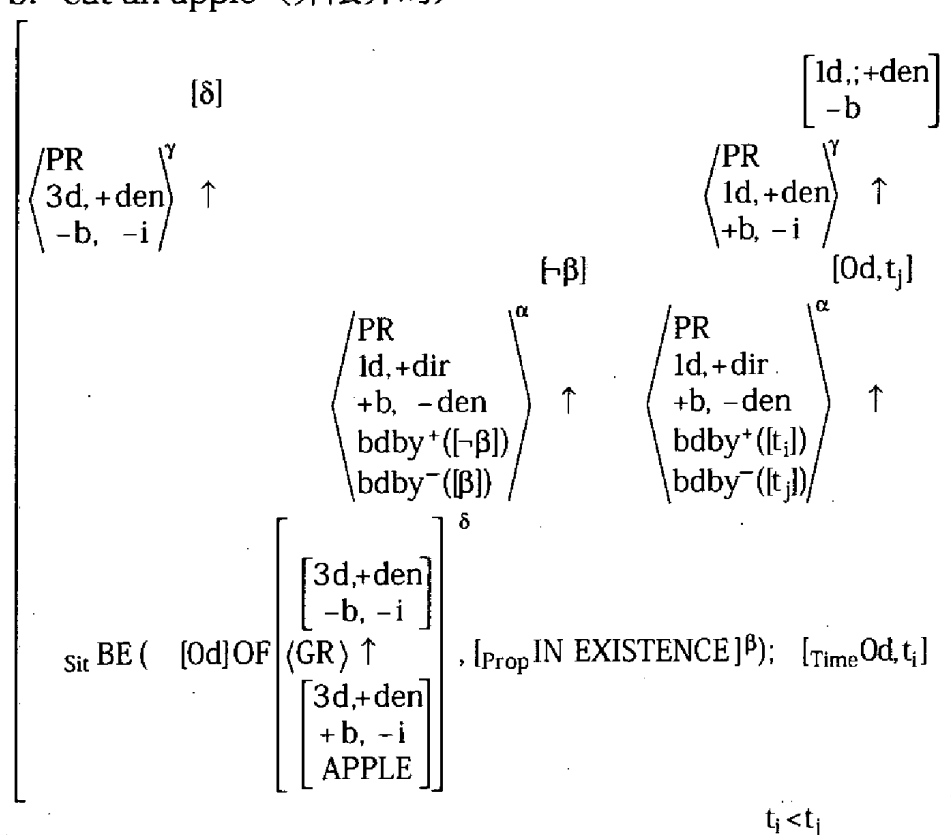 [δ] [1d,;+den
−b]
⟨PR
3d,+den
−b, −i⟩γ ↑
⟨PR
1d,+den
+b, −i⟩γ ↑
[¬β] [0d,tj]
⟨PR
1d,+dir
+b, −den
bdby+([¬β])
bdby−([β])⟩α ↑
⟨PR
1d,+dir
+b, −den
bdby+([ti])
bdby−([tj])⟩α ↑
δ
[3d,+den
−b, −i]
Sit BE ( [0d] OF ⟨GR⟩ ↑ , [Prop IN EXISTENCE]β); [Time 0d,ti]
[3d,+den
+b, −i
APPLE]
ti<tj